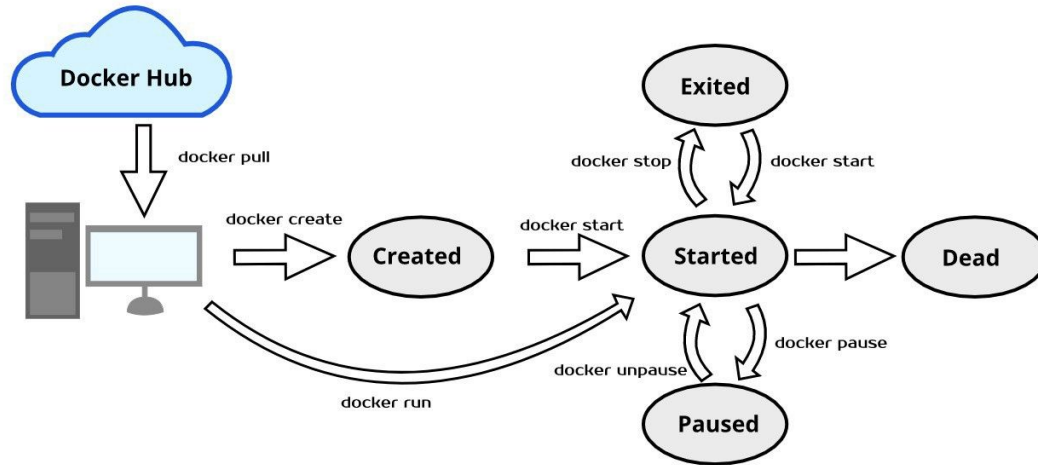 Docker Hub
docker pull
docker create
Created
docker start
Started
docker stop
Exited
docker start
Dead
docker pause
docker unpause
Paused
docker run